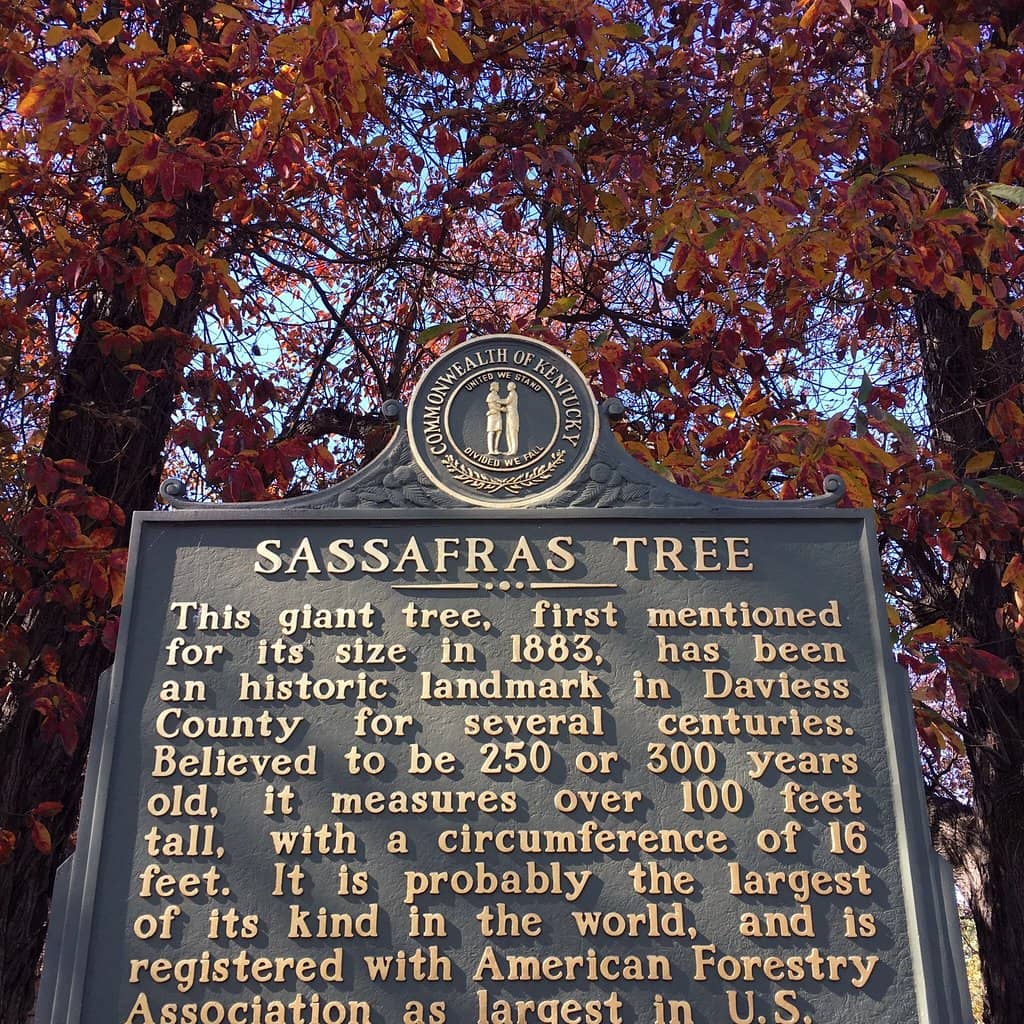 COMMONWEALTH OF KENTUCKY
UNITED WE STAND
DIVIDED WE FALL
SASSAFRAS TREE
This giant tree, first mentioned
for its size in 1883, has been
an historic landmark in Daviess
County for several centuries.
Believed to be 250 or 300 years
old, it measures over 100 feet
tall, with a circumference of 16
feet. It is probably the largest
of its kind in the world, and is
registered with American Forestry
Association as largest in U.S.